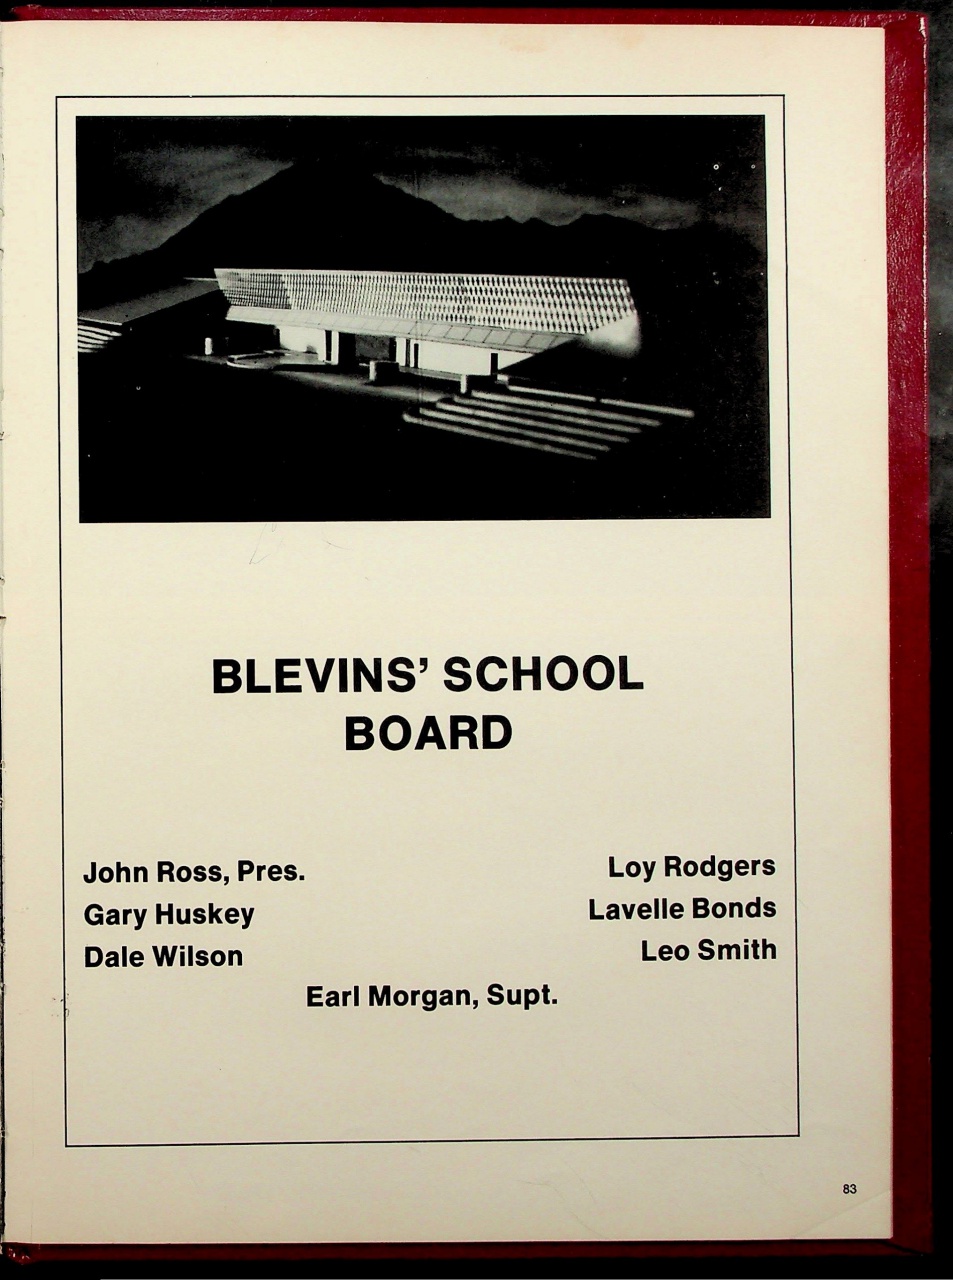 BLEVINS' SCHOOL
BOARD
John Ross, Pres.
Gary Huskey
Dale Wilson
Loy Rodgers
Lavelle Bonds
Leo Smith
Earl Morgan, Supt.
83